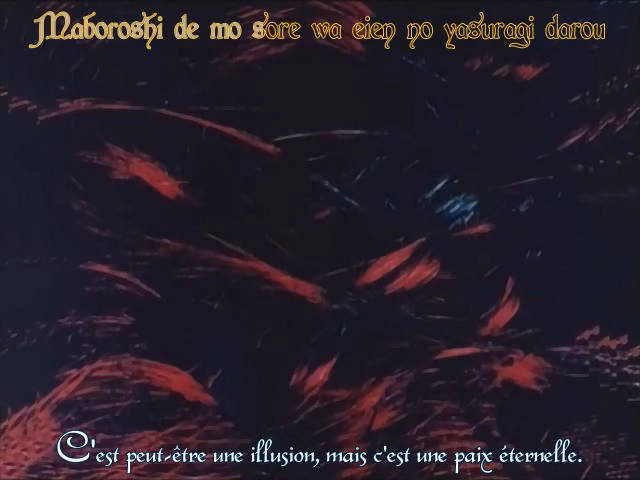 Maboroshi de mo sore wa eien no yasuragi darou
C'est peut-être une illusion, mais c'est une paix éternelle.